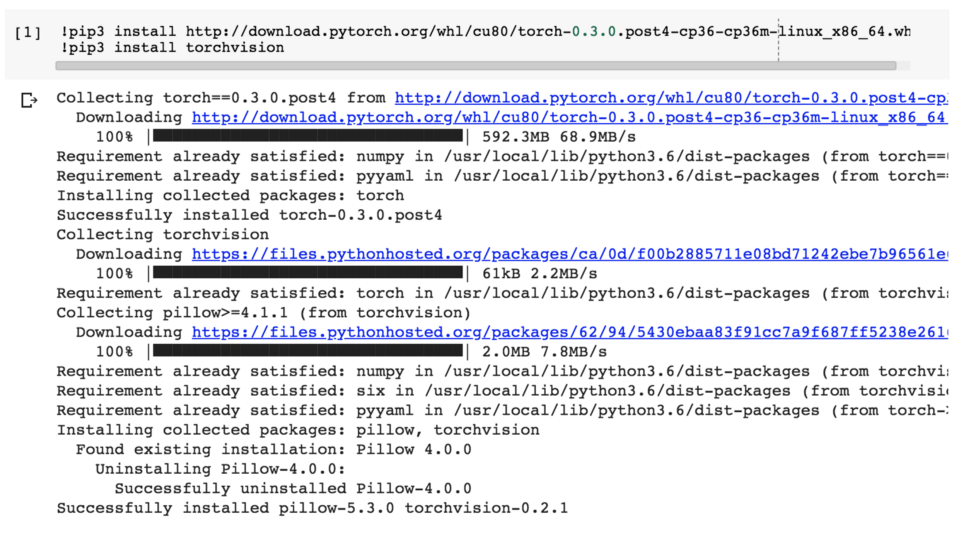 [1] !pip3 install http://download.pytorch.org/whl/cu80/torch-0.3.0.post4-cp36-cp36m-linux_x86_64.wh
!pip3 install torchvision
Collecting torch==0.3.0.post4 from http://download.pytorch.org/whl/cu80/torch-0.3.0.post4-cp
Downloading http://download.pytorch.org/whl/cu80/torch-0.3.0.post4-cp36-cp36m-linux_x86_64
100% || 592.3MB 68.9MB/s
Requirement already satisfied: numpy in /usr/local/lib/python3.6/dist-packages (from torch==
Requirement already satisfied: pyyaml in /usr/local/lib/python3.6/dist-packages (from torch=
Installing collected packages: torch
Successfully installed torch-0.3.0.post4
Collecting torchvision
Downloading https://files.pythonhosted.org/packages/ca/0d/f00b2885711e08bd71242ebe7b96561e
100% || 61kB 2.2MB/s
Requirement already satisfied: torch in /usr/local/lib/python3.6/dist-packages (from torchvi
Collecting pillow>=4.1.1 (from torchvision)
Downloading https://files.pythonhosted.org/packages/62/94/5430ebaa83f91cc7a9f687ff5238e261
100% || 2.0MB 7.8MB/s
Requirement already satisfied: numpy in /usr/local/lib/python3.6/dist-packages (from torchvi
Requirement already satisfied: six in /usr/local/lib/python3.6/dist-packages (from torchvisi
Requirement already satisfied: pyyaml in /usr/local/lib/python3.6/dist-packages (from torch-
Installing collected packages: pillow, torchvision
Found existing installation: Pillow 4.0.0
Uninstalling Pillow-4.0.0:
Successfully uninstalled Pillow-4.0.0
Successfully installed pillow-5.3.0 torchvision-0.2.1